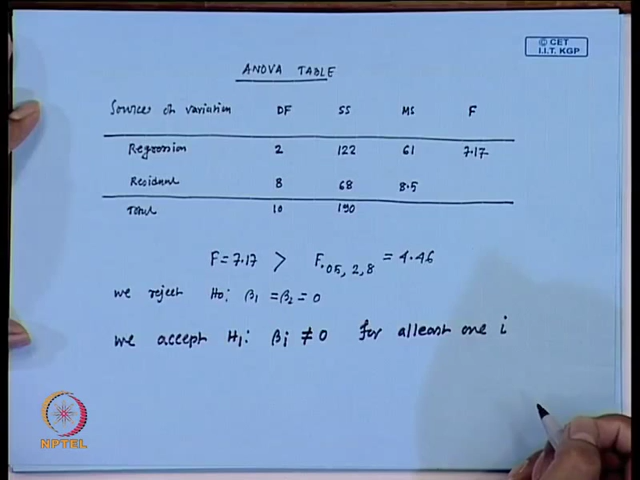 © CET
I.I.T. KGP
ANOVA TABLE
Source of variation DF SS MS F
Regression 2 122 61 7.17
Residual 8 68 8.5
Total 10 190
F = 7.17 > F.05, 2, 8 = 4.46
we reject H0: β1 = β2 = 0
we accept H1: βi ≠ 0 for alleast one i
NPTEL